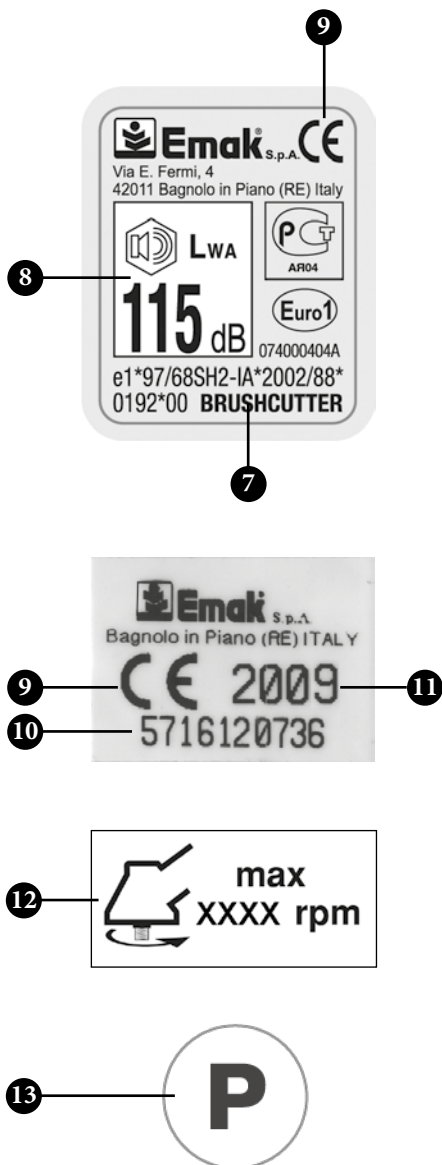 9
Emak S.p.A. CE
Via E. Fermi, 4
42011 Bagnolo in Piano (RE) Italy
8
LWA
115 dB
PCT
АЯ04
Euro1
074000404A
e1*97/68SH2-IA*2002/88*
0192*00 BRUSHCUTTER
7
Emak S.p.A.
Bagnolo in Piano (RE) ITALY
9 CE 2009 11
10 5716120736
12
max
XXXX rpm
13 P